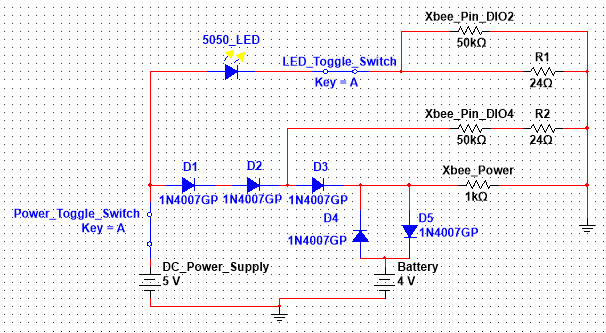 Xbee_Pin_DIO2
50kΩ
5050_LED
LED_Toggle_Switch
Key = A
R1
24Ω
Xbee_Pin_DIO4
50kΩ
R2
24Ω
D1
1N4007GP
D2
1N4007GP
D3
1N4007GP
Xbee_Power
1kΩ
Power_Toggle_Switch
Key = A
D4
1N4007GP
D5
1N4007GP
DC_Power_Supply
5 V
Battery
4 V